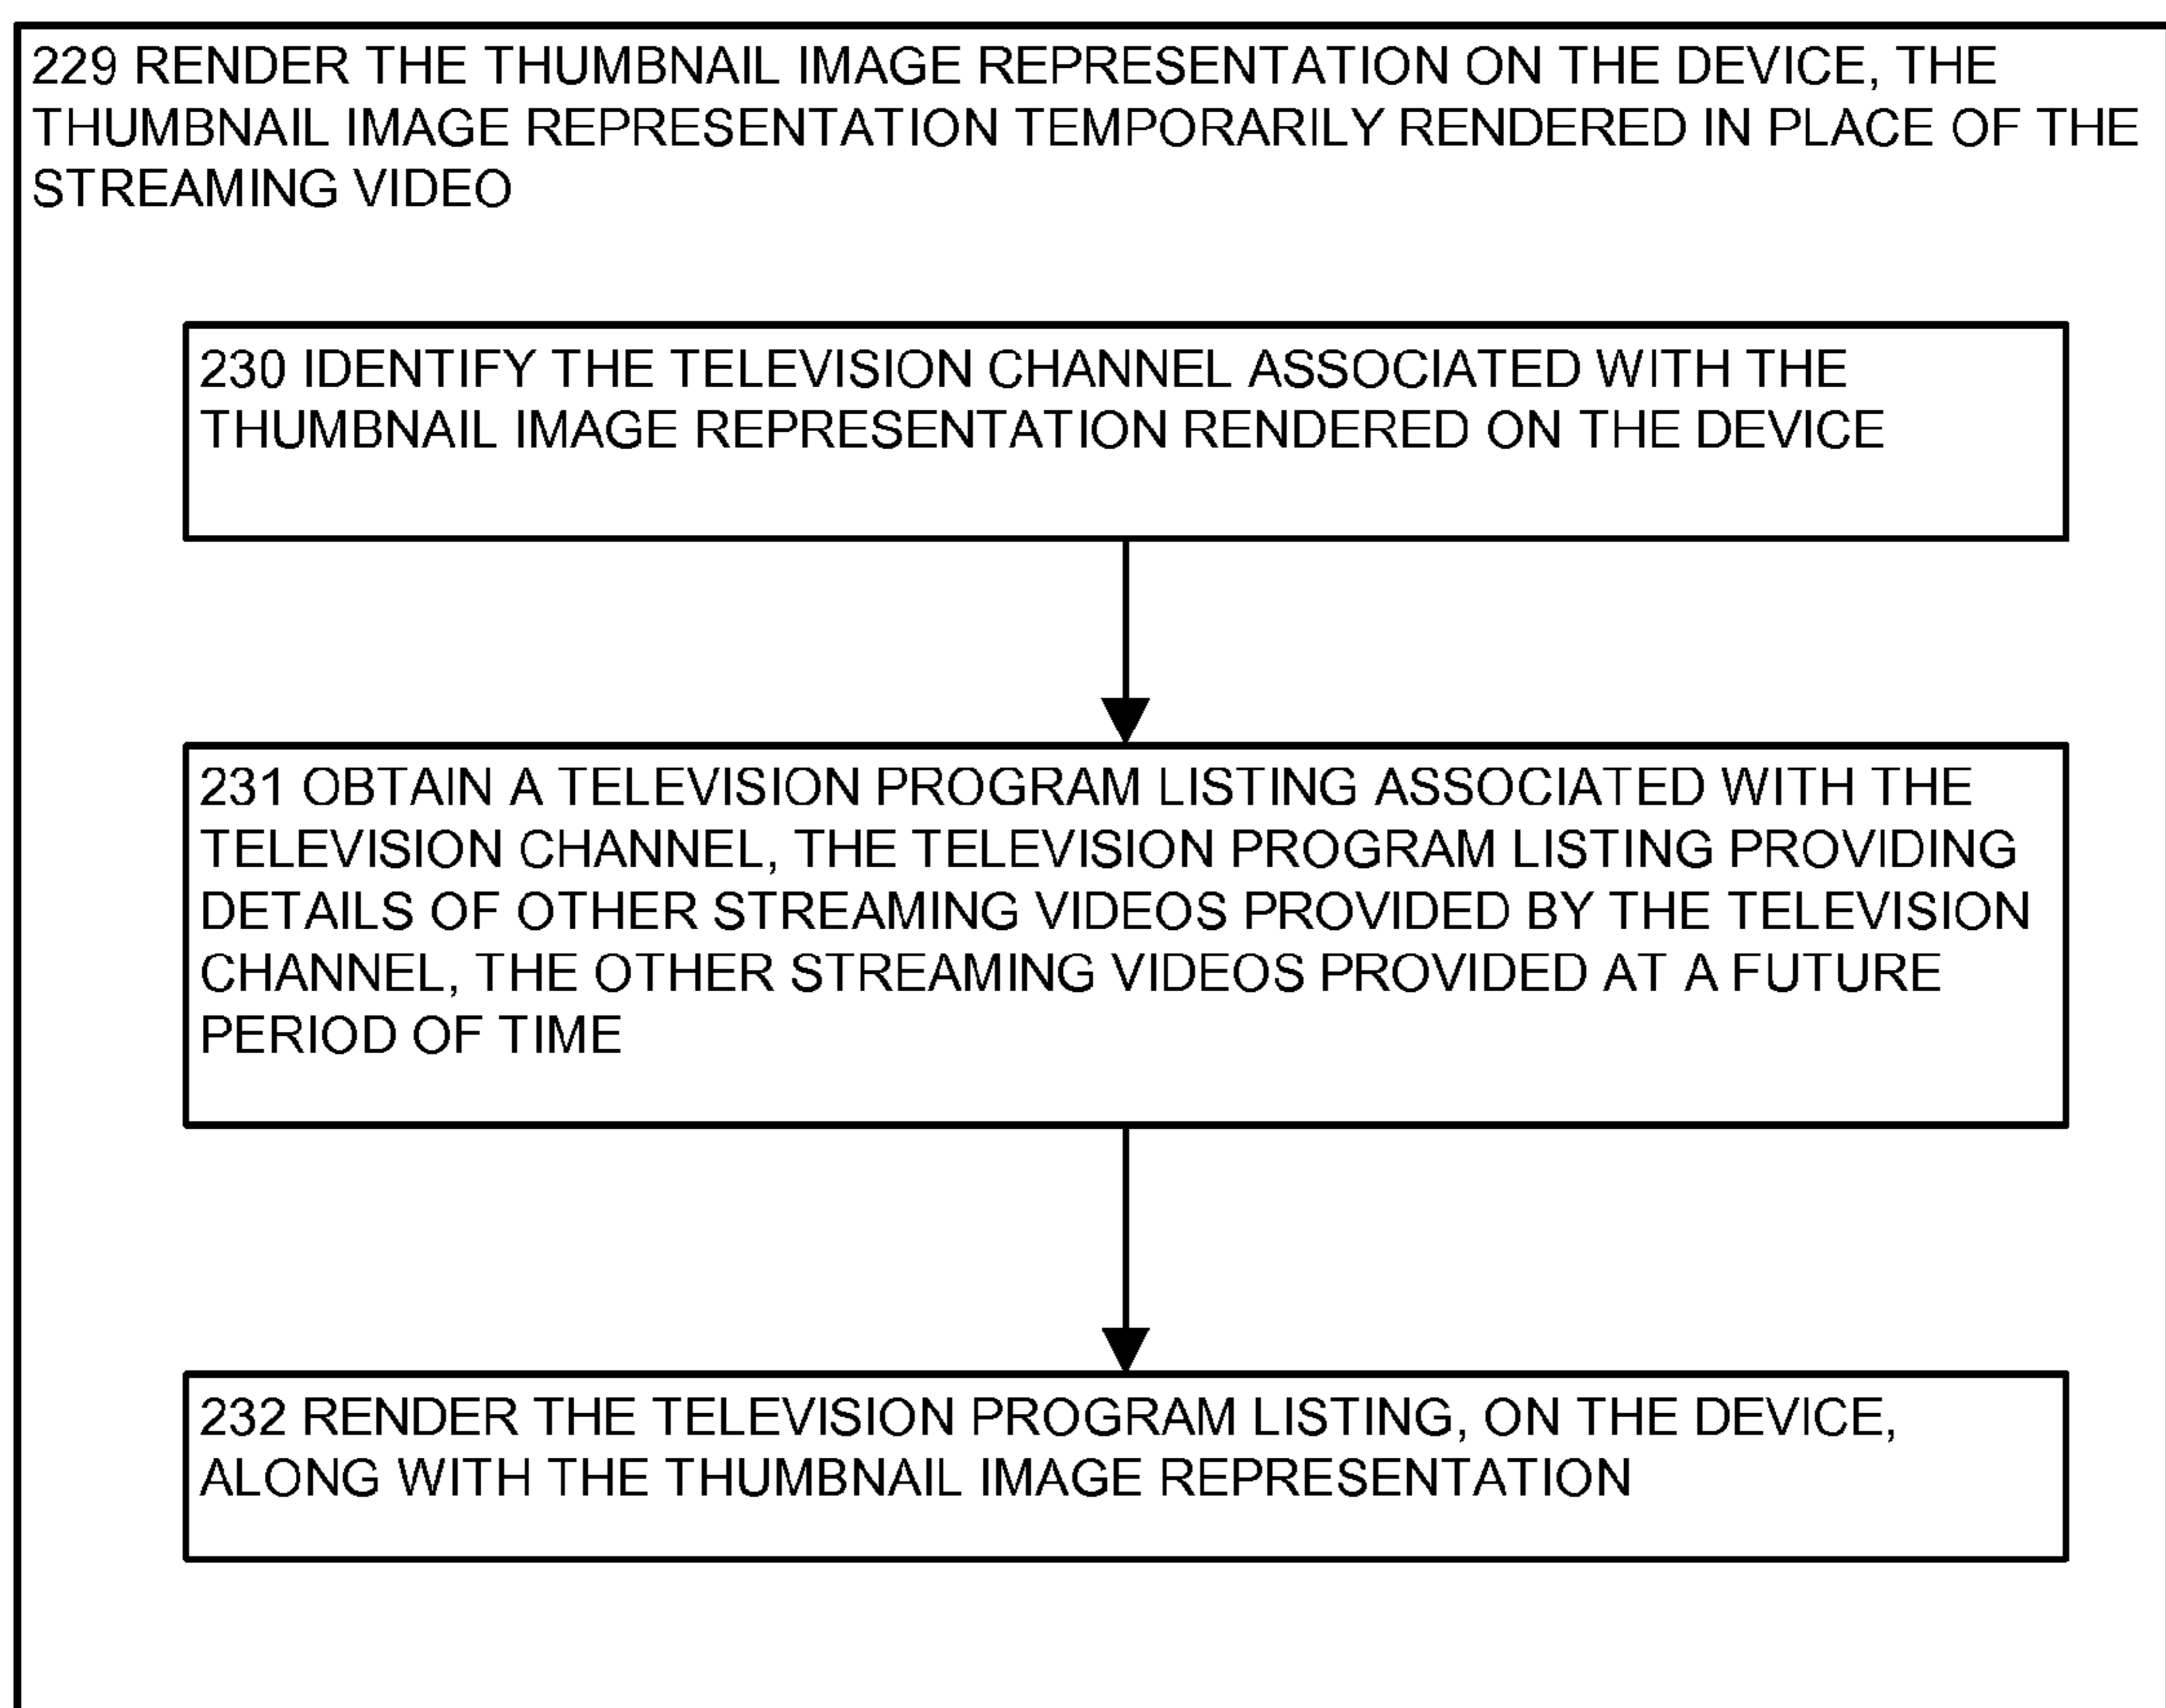 229 RENDER THE THUMBNAIL IMAGE REPRESENTATION ON THE DEVICE, THE
THUMBNAIL IMAGE REPRESENTATION TEMPORARILY RENDERED IN PLACE OF THE
STREAMING VIDEO
230 IDENTIFY THE TELEVISION CHANNEL ASSOCIATED WITH THE
THUMBNAIL IMAGE REPRESENTATION RENDERED ON THE DEVICE
231 OBTAIN A TELEVISION PROGRAM LISTING ASSOCIATED WITH THE
TELEVISION CHANNEL, THE TELEVISION PROGRAM LISTING PROVIDING
DETAILS OF OTHER STREAMING VIDEOS PROVIDED BY THE TELEVISION
CHANNEL, THE OTHER STREAMING VIDEOS PROVIDED AT A FUTURE
PERIOD OF TIME
232 RENDER THE TELEVISION PROGRAM LISTING, ON THE DEVICE,
ALONG WITH THE THUMBNAIL IMAGE REPRESENTATION